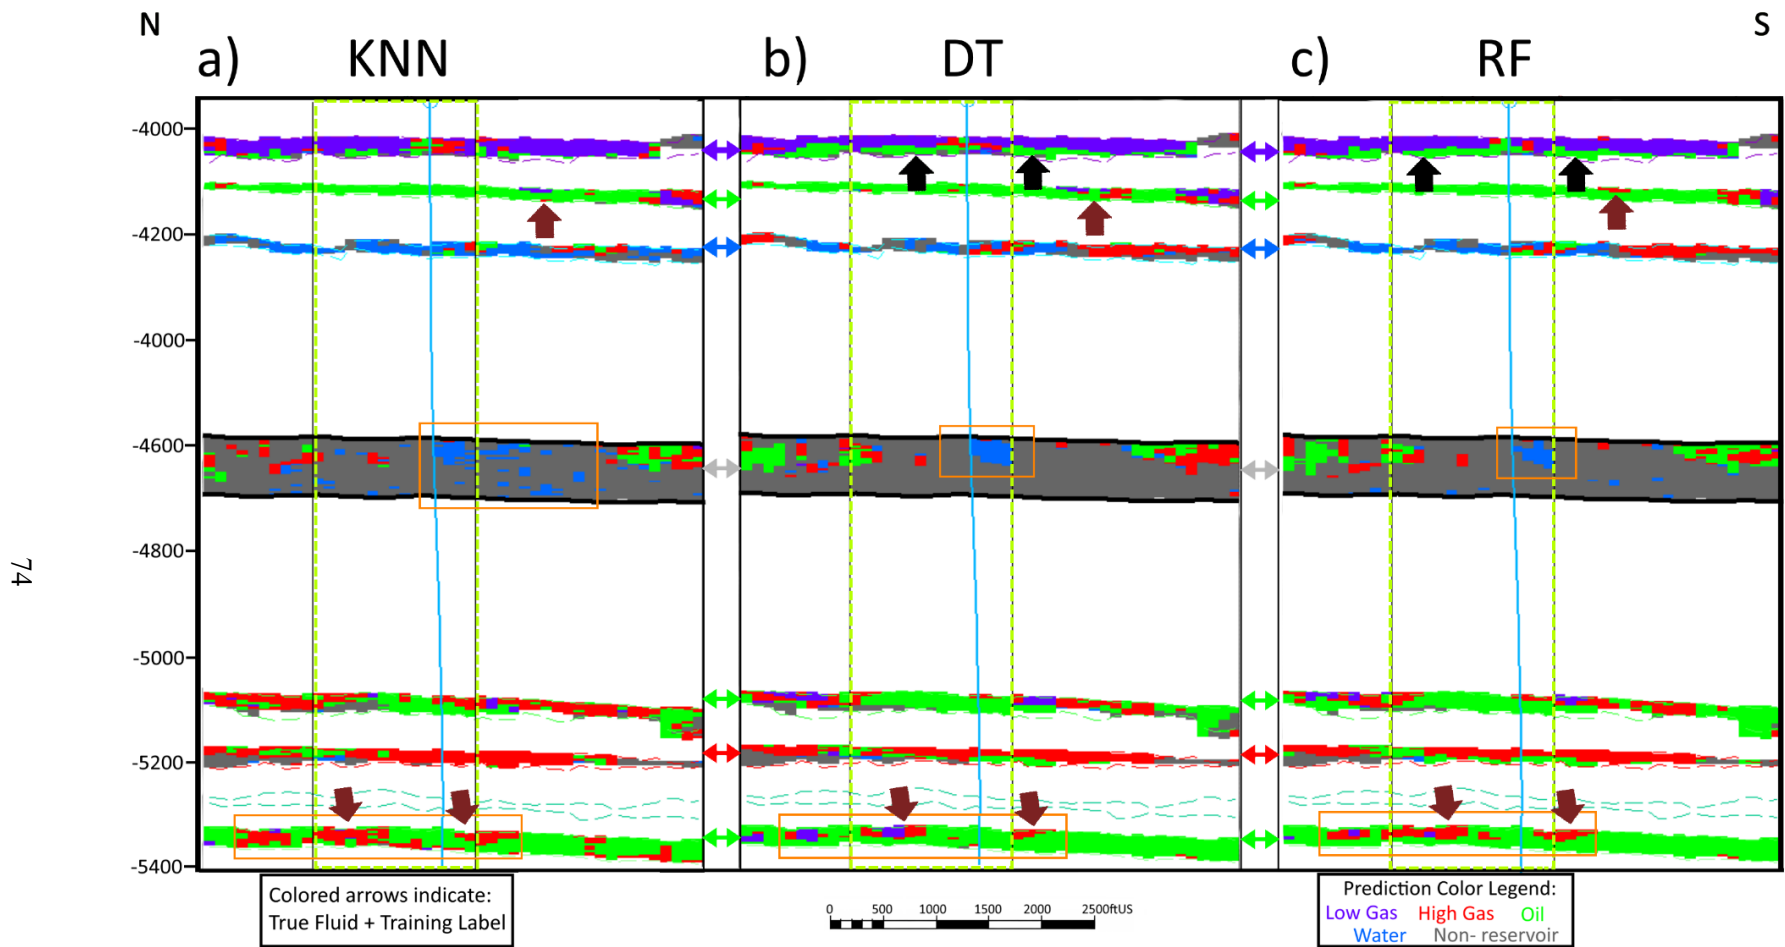 N
S
a) KNN
b) DT
c) RF
-4000
-4200
-4000
-4600
-4800
-5000
-5200
-5400
74
Colored arrows indicate:
True Fluid + Training Label
0 500 1000 1500 2000 2500ftUS
Prediction Color Legend:
Low Gas High Gas Oil
Water Non- reservoir